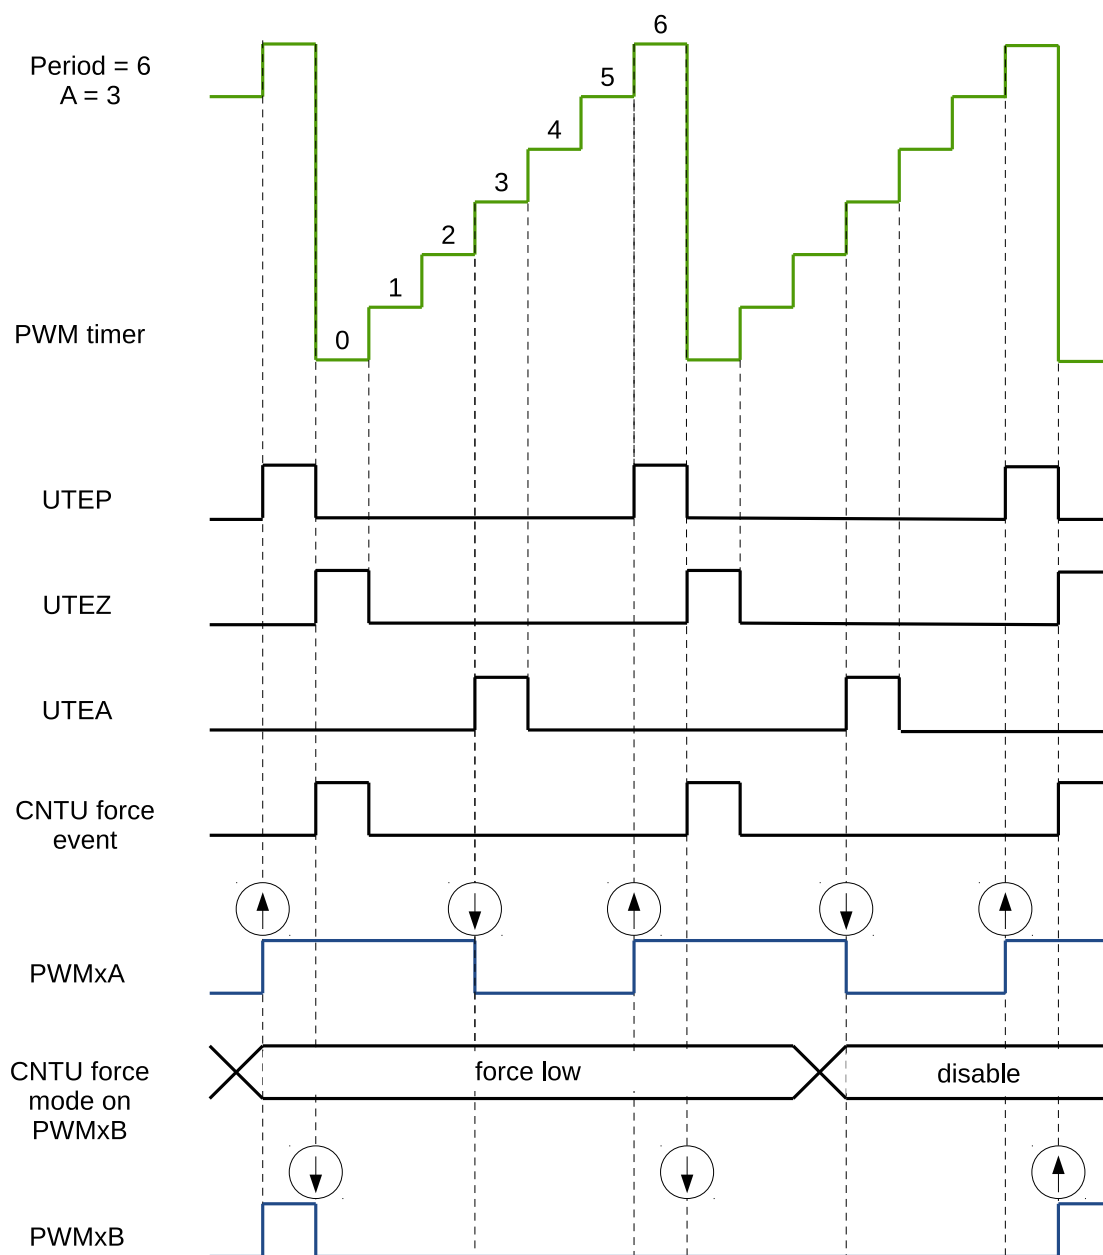 6
Period = 6
A = 3
5
4
3
2
1
0
PWM timer
UTEP
UTEZ
UTEA
CNTU force
event
PWMxA
CNTU force
mode on
PWMxB
force low
disable
PWMxB